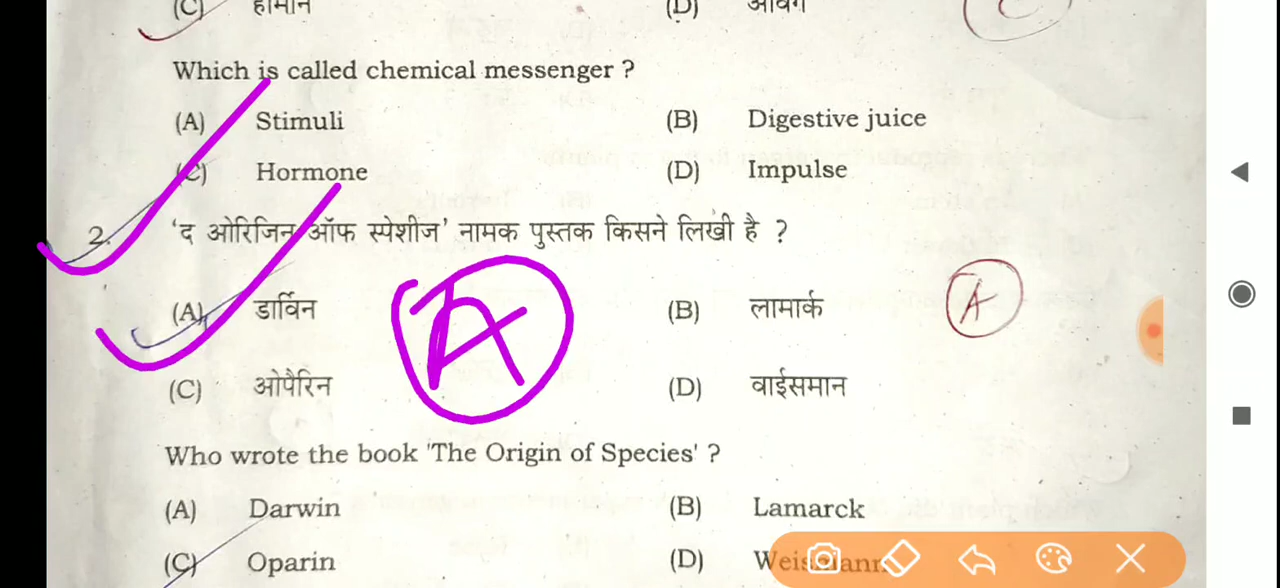 (C) हॉर्मोन (D) आवेग
Which is called chemical messenger ?
(A) Stimuli (B) Digestive juice
(C) Hormone (D) Impulse
2. 'द ओरिजिन ऑफ स्पेशीज' नामक पुस्तक किसने लिखी है ?
(A) डार्विन (B) लामार्क
A
A
(C) ओपैरिन (D) वाईसमान
Who wrote the book 'The Origin of Species' ?
(A) Darwin (B) Lamarck
(C) Oparin (D) Weismann